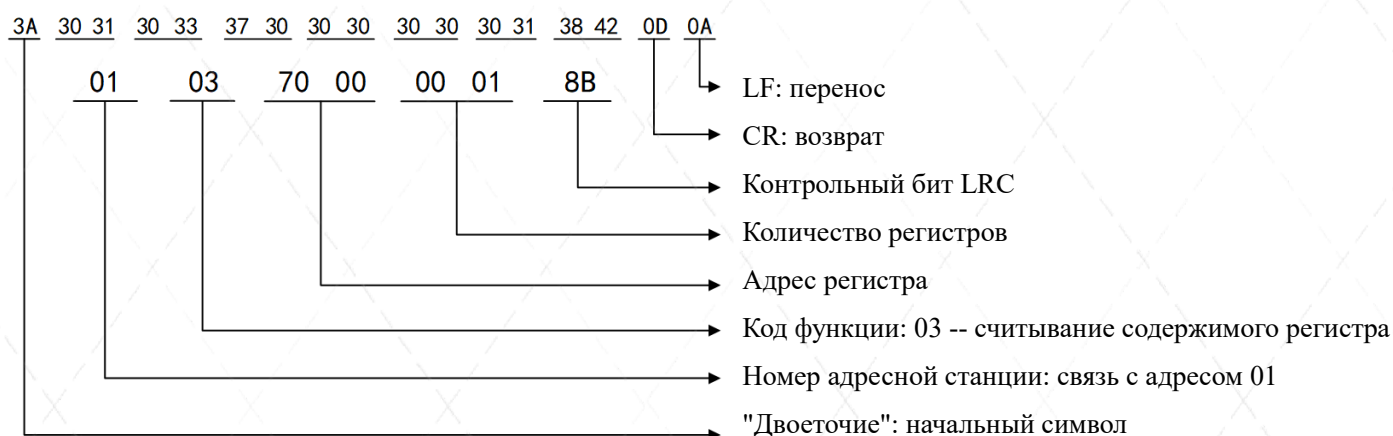 3A 30 31 30 33 37 30 30 30 30 30 30 31 38 42 0D 0A
01 03 70 00 00 01 8B
LF: перенос
CR: возврат
Контрольный бит LRC
Количество регистров
Адрес регистра
Код функции: 03 -- считывание содержимого регистра
Номер адресной станции: связь с адресом 01
"Двоеточие": начальный символ